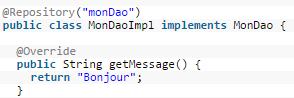 @Repository("monDao")
public class MonDaoImpl implements MonDao {
@Override
public String getMessage() {
return "Bonjour";
}